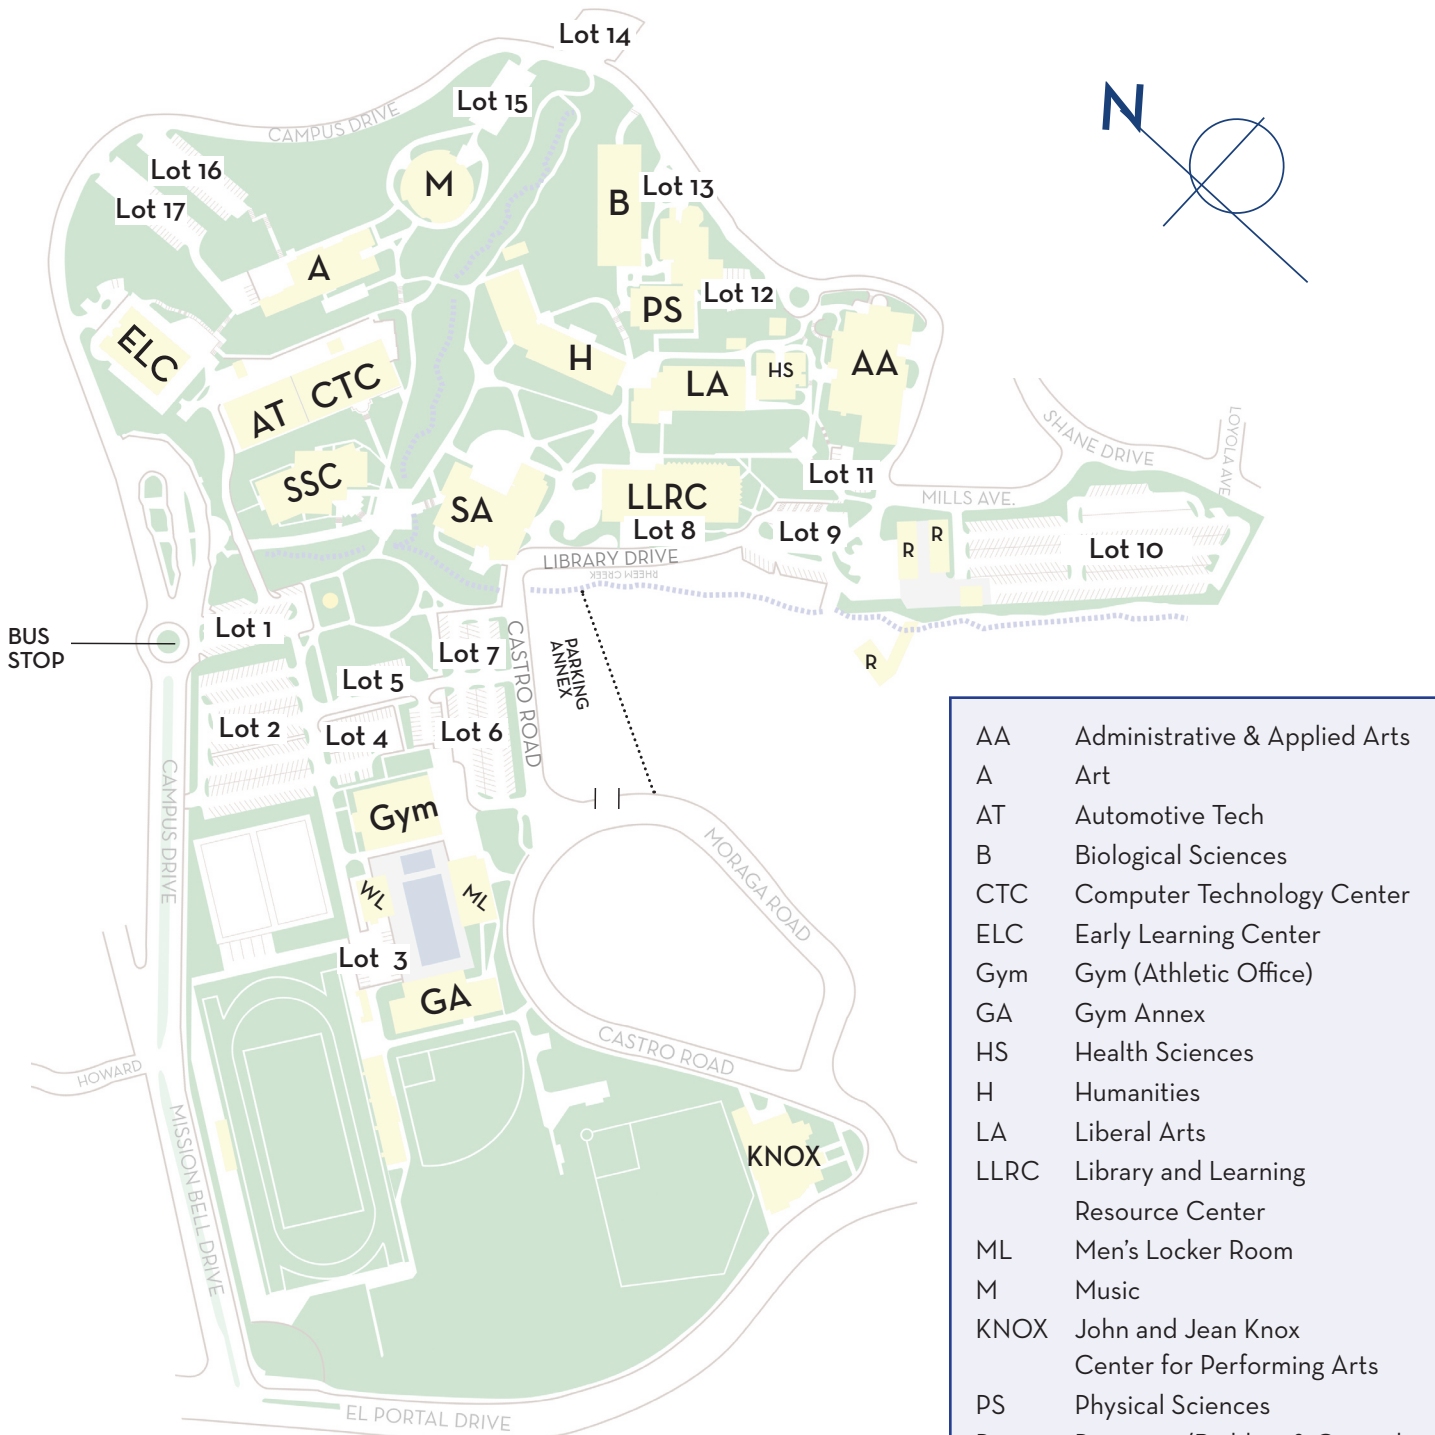 Lot 14
N
Lot 15
CAMPUS DRIVE
Lot 16
M
Lot 13
B
Lot 17
A
Lot 12
PS
ELC
H
HS
AA
LA
CTC
AT
SHANE DRIVE
LOYOLA AVE
SSC
Lot 11
LLRC
MILLS AVE.
SA
Lot 8
Lot 9
R
R
Lot 10
LIBRARY DRIVE
RHEEM CREEK
Lot 1
BUS
STOP
Lot 7
CASTRO ROAD
PARKING
ANNEX
R
Lot 5
Lot 2
Lot 4
Lot 6
CAMPUS DRIVE
Gym
MORAGA ROAD
WL
ML
Lot 3
GA
CASTRO ROAD
HOWARD
MISSION BELL DRIVE
KNOX
EL PORTAL DRIVE
AA Administrative & Applied Arts
A Art
AT Automotive Tech
B Biological Sciences
CTC Computer Technology Center
ELC Early Learning Center
Gym Gym (Athletic Office)
GA Gym Annex
HS Health Sciences
H Humanities
LA Liberal Arts
LLRC Library and Learning
Resource Center
ML Men's Locker Room
M Music
KNOX John and Jean Knox
Center for Performing Arts
PS Physical Sciences